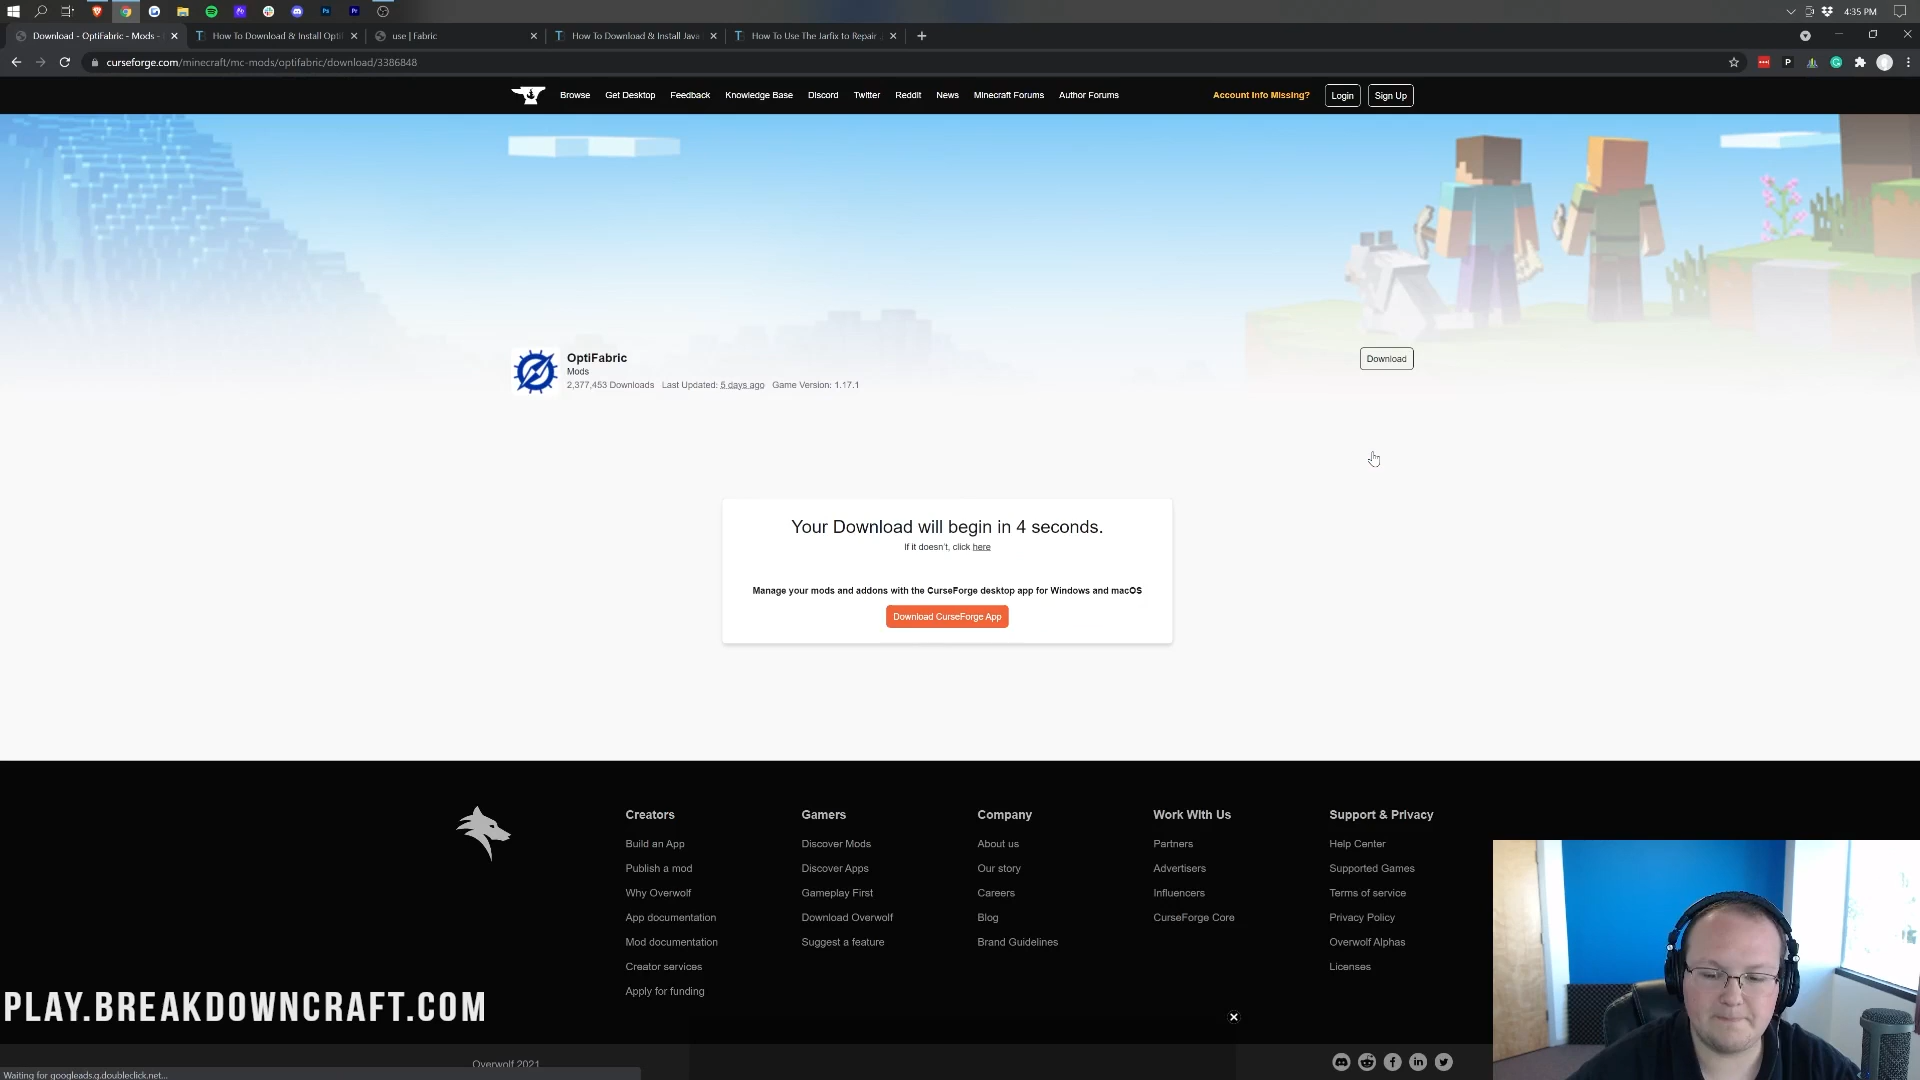 4:35 PM
Download - OptiFabric - Mods -
How To Download & Install Opti
use | Fabric
How To Download & Install Java
How To Use The Jarfix to Repair
curseforge.com/minecraft/mc-mods/optifabric/download/3386848
Browse Get Desktop Feedback Knowledge Base Discord Twitter Reddit News Minecraft Forums Author Forums Account Info Missing? Login Sign Up
OptiFabric
Download
Mods
2,377,453 Downloads Last Updated: 5 days ago Game Version: 1.17.1
Your Download will begin in 4 seconds.
If it doesn't, click here
Manage your mods and addons with the CurseForge desktop app for Windows and macOS
Download CurseForge App
Creators
Build an App
Publish a mod
Why Overwolf
App documentation
Mod documentation
Creator services
Apply for funding
Gamers
Discover Mods
Discover Apps
Gameplay First
Download Overwolf
Suggest a feature
Company
About us
Our story
Careers
Blog
Brand Guidelines
Work With Us
Partners
Advertisers
Influencers
CurseForge Core
Support & Privacy
Help Center
Supported Games
Terms of service
Privacy Policy
Overwolf Alphas
Licenses
PLAY.BREAKDOWNCRAFT.COM
Overwolf 2021
Waiting for googleads.g.doubleclick.net...